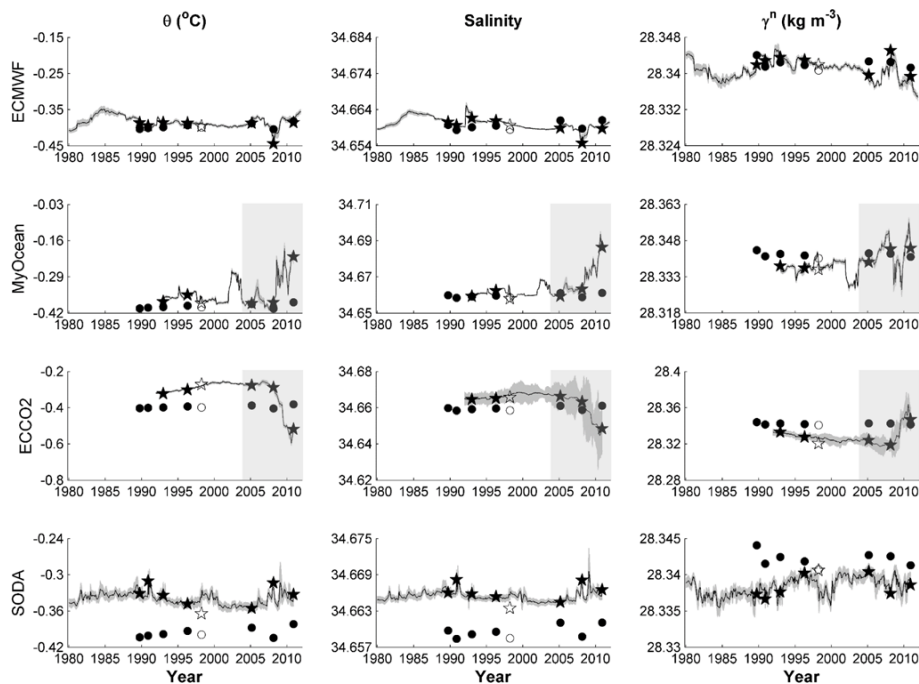 θ (°C) Salinity γⁿ (kg m⁻³)
ECMWF
-0.15
-0.25
-0.35
-0.45
1980 1985 1990 1995 2000 2005 2010
34.684
34.674
34.664
34.654
1980 1985 1990 1995 2000 2005 2010
28.348
28.34
28.332
28.324
1980 1985 1990 1995 2000 2005 2010
MyOcean
-0.03
-0.16
-0.29
-0.42
1980 1985 1990 1995 2000 2005 2010
34.71
34.69
34.67
34.65
1980 1985 1990 1995 2000 2005 2010
28.363
28.348
28.333
28.318
1980 1985 1990 1995 2000 2005 2010
ECCO2
-0.2
-0.4
-0.6
-0.8
1980 1985 1990 1995 2000 2005 2010
34.68
34.66
34.64
34.62
1980 1985 1990 1995 2000 2005 2010
28.4
28.36
28.32
28.28
1980 1985 1990 1995 2000 2005 2010
SODA
-0.24
-0.3
-0.36
-0.42
1980 1985 1990 1995 2000 2005 2010
Year
34.675
34.669
34.663
34.657
1980 1985 1990 1995 2000 2005 2010
Year
28.345
28.34
28.335
28.33
1980 1985 1990 1995 2000 2005 2010
Year